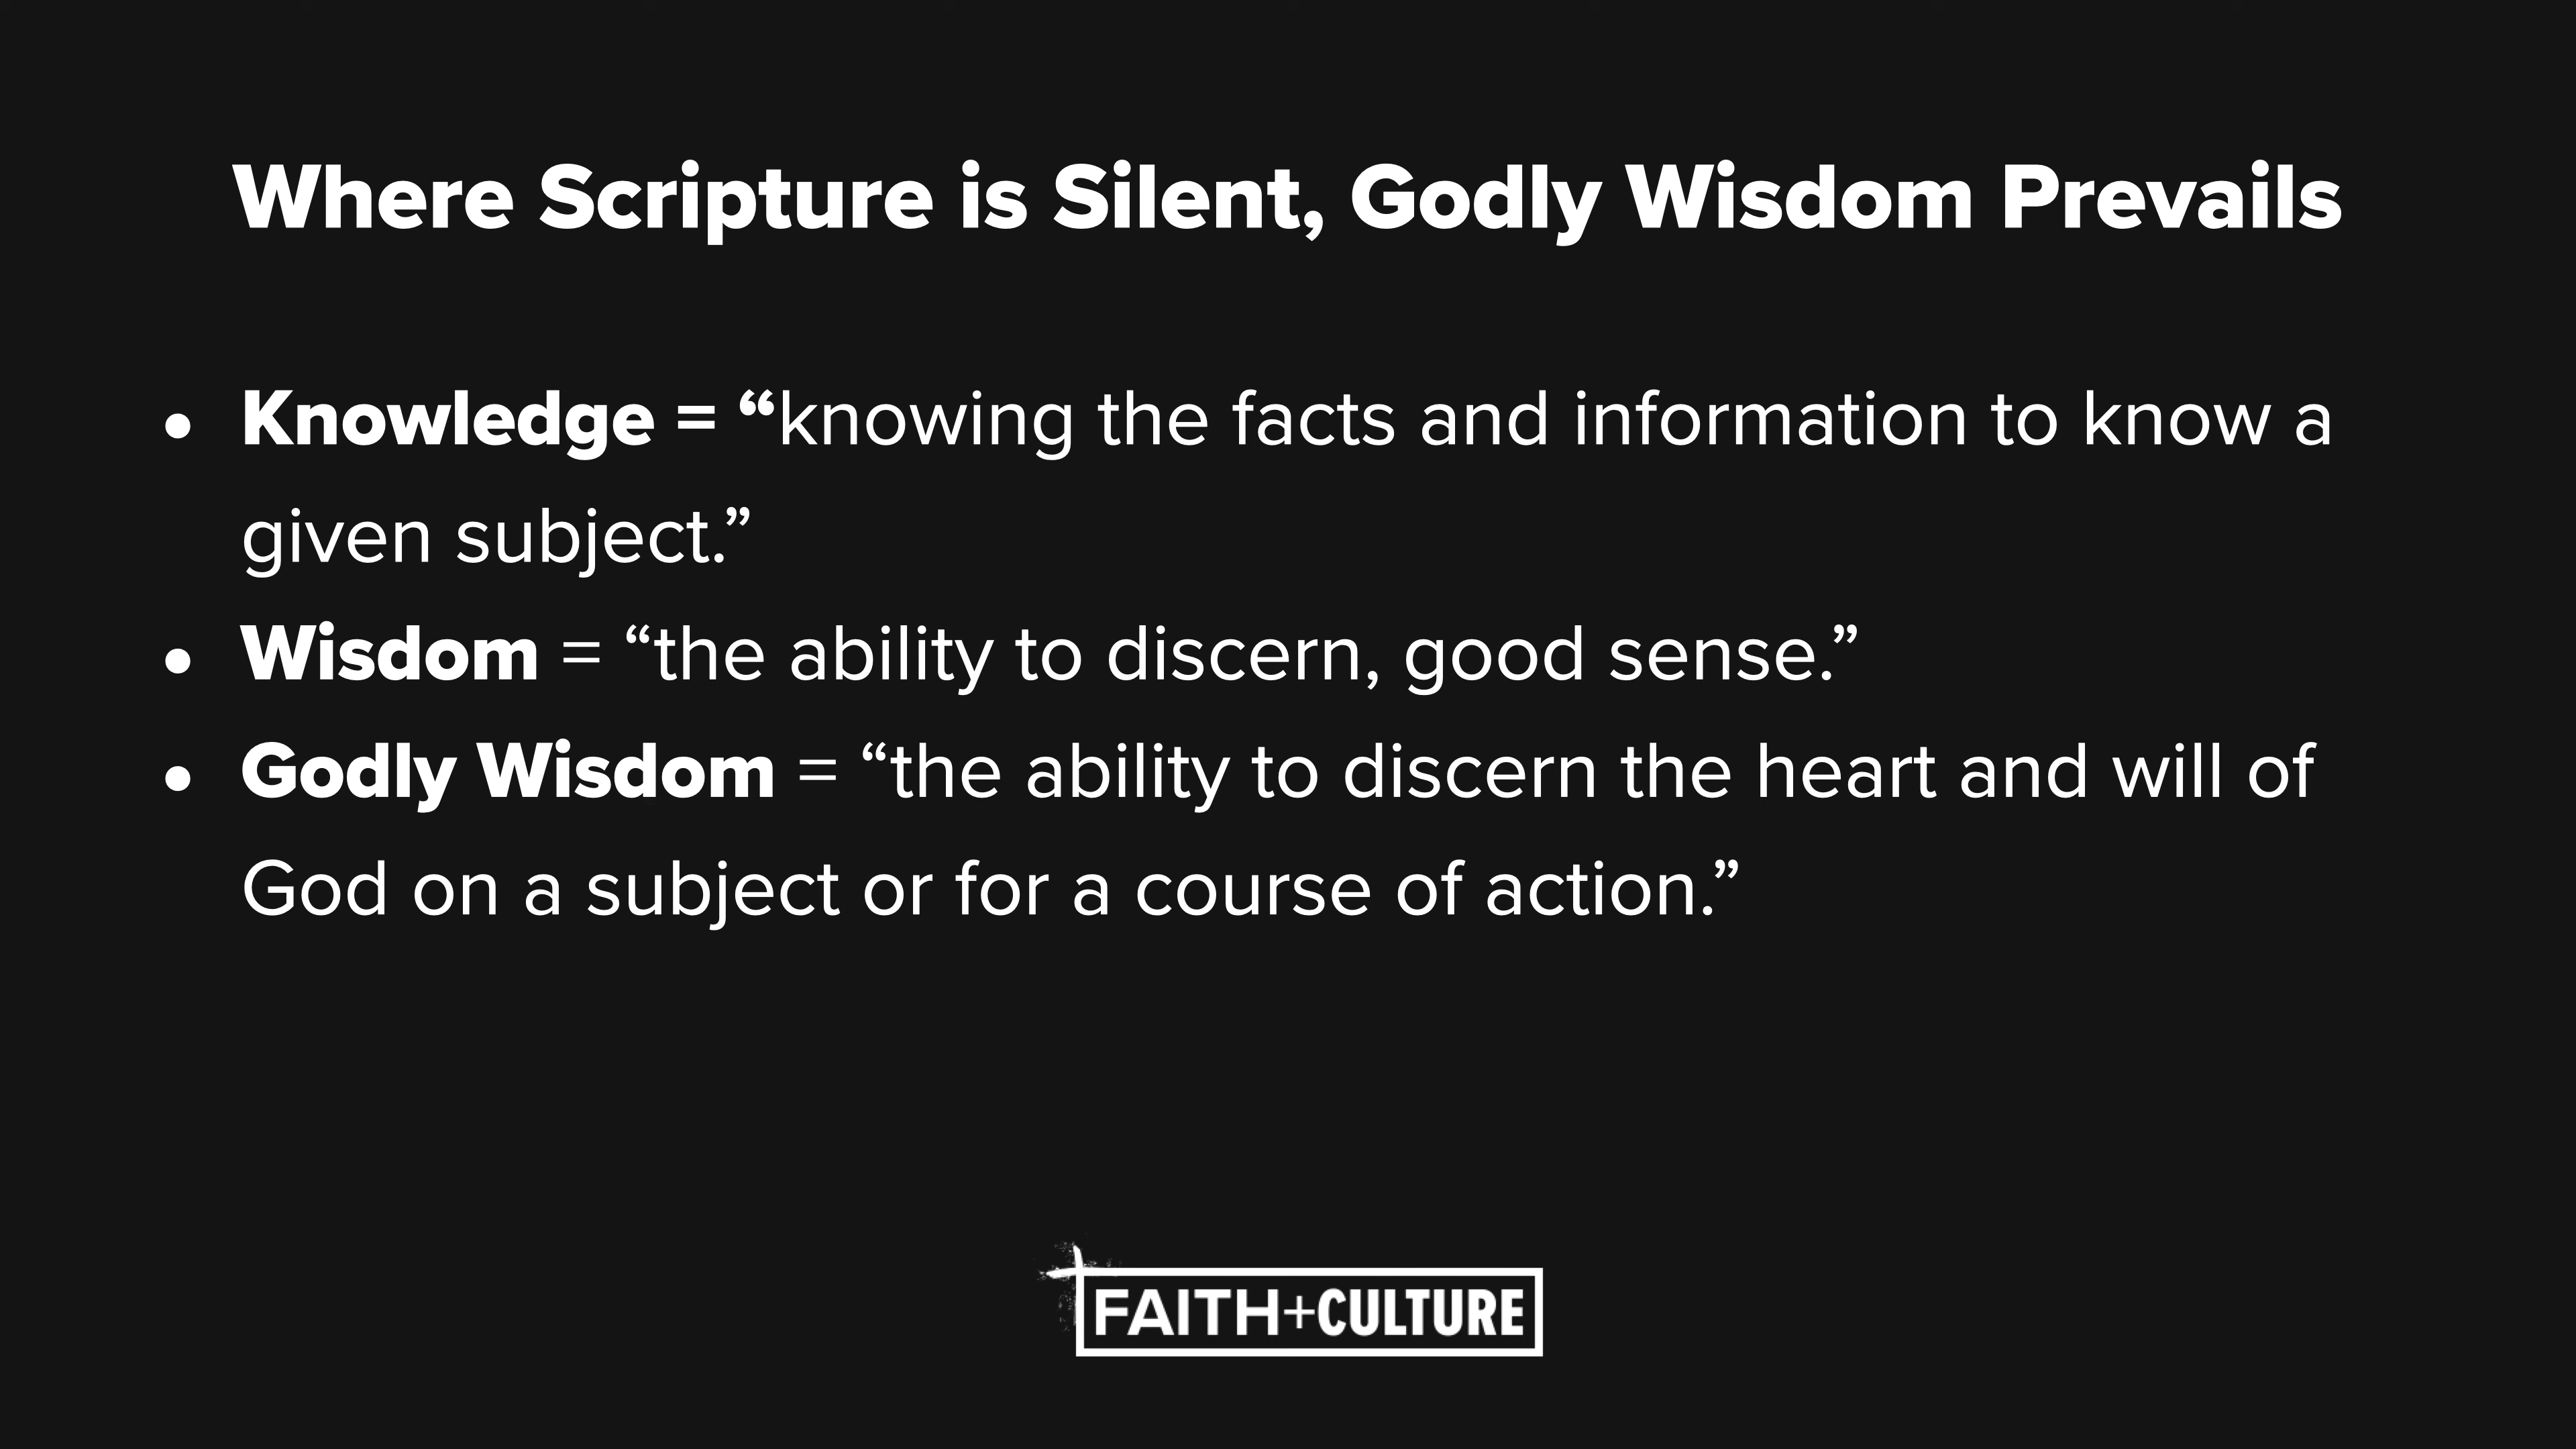 Where Scripture is Silent, Godly Wisdom Prevails
• Knowledge = “knowing the facts and information to know a
given subject.”
• Wisdom = “the ability to discern, good sense.”
• Godly Wisdom = “the ability to discern the heart and will of
God on a subject or for a course of action.”
FAITH+CULTURE